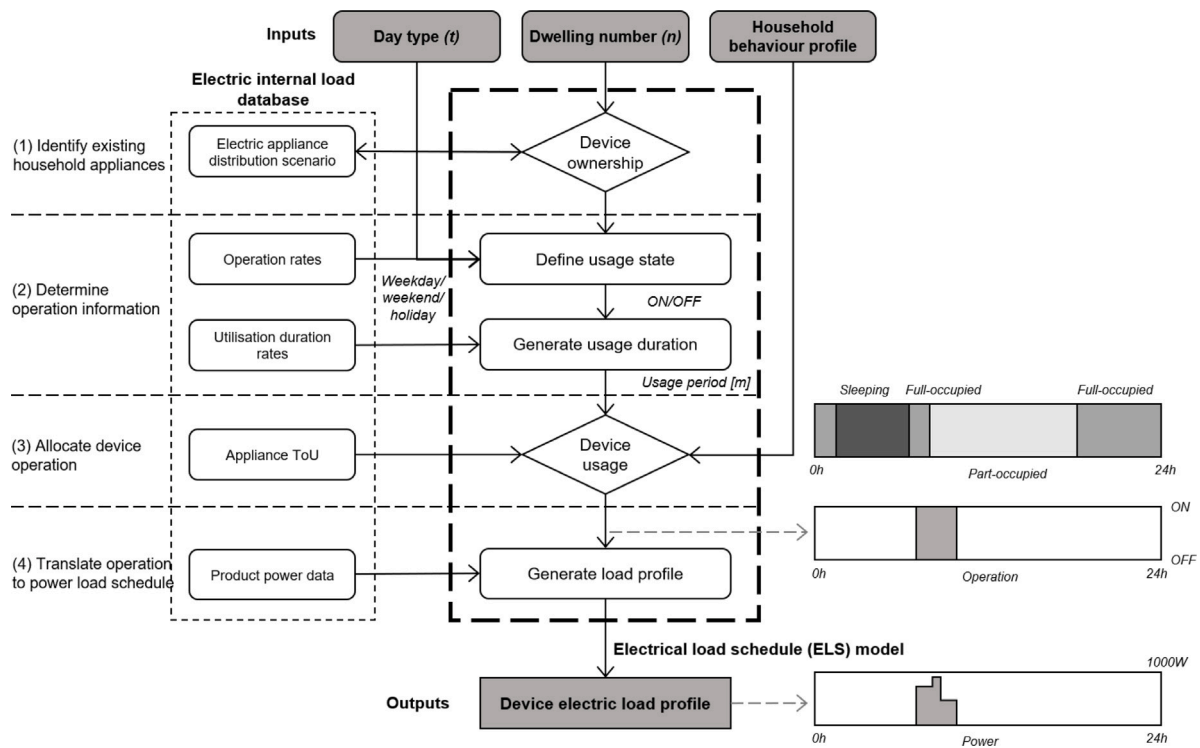 Inputs
Day type (t)
Dwelling number (n)
Household
behaviour profile
Electric internal load
database
(1) Identify existing
household appliances
Electric appliance
distribution scenario
Device
ownership
(2) Determine
operation information
Operation rates
Define usage state
Weekday/
weekend/
holiday
ON/OFF
Utilisation duration
rates
Generate usage duration
Usage period [m]
(3) Allocate device
operation
Appliance ToU
Device
usage
Sleeping
Full-occupied
Full-occupied
0h
Part-occupied
24h
(4) Translate operation
to power load schedule
Product power data
Generate load profile
ON
OFF
0h
Operation
24h
Electrical load schedule (ELS) model
Outputs
Device electric load profile
1000W
0h
Power
24h